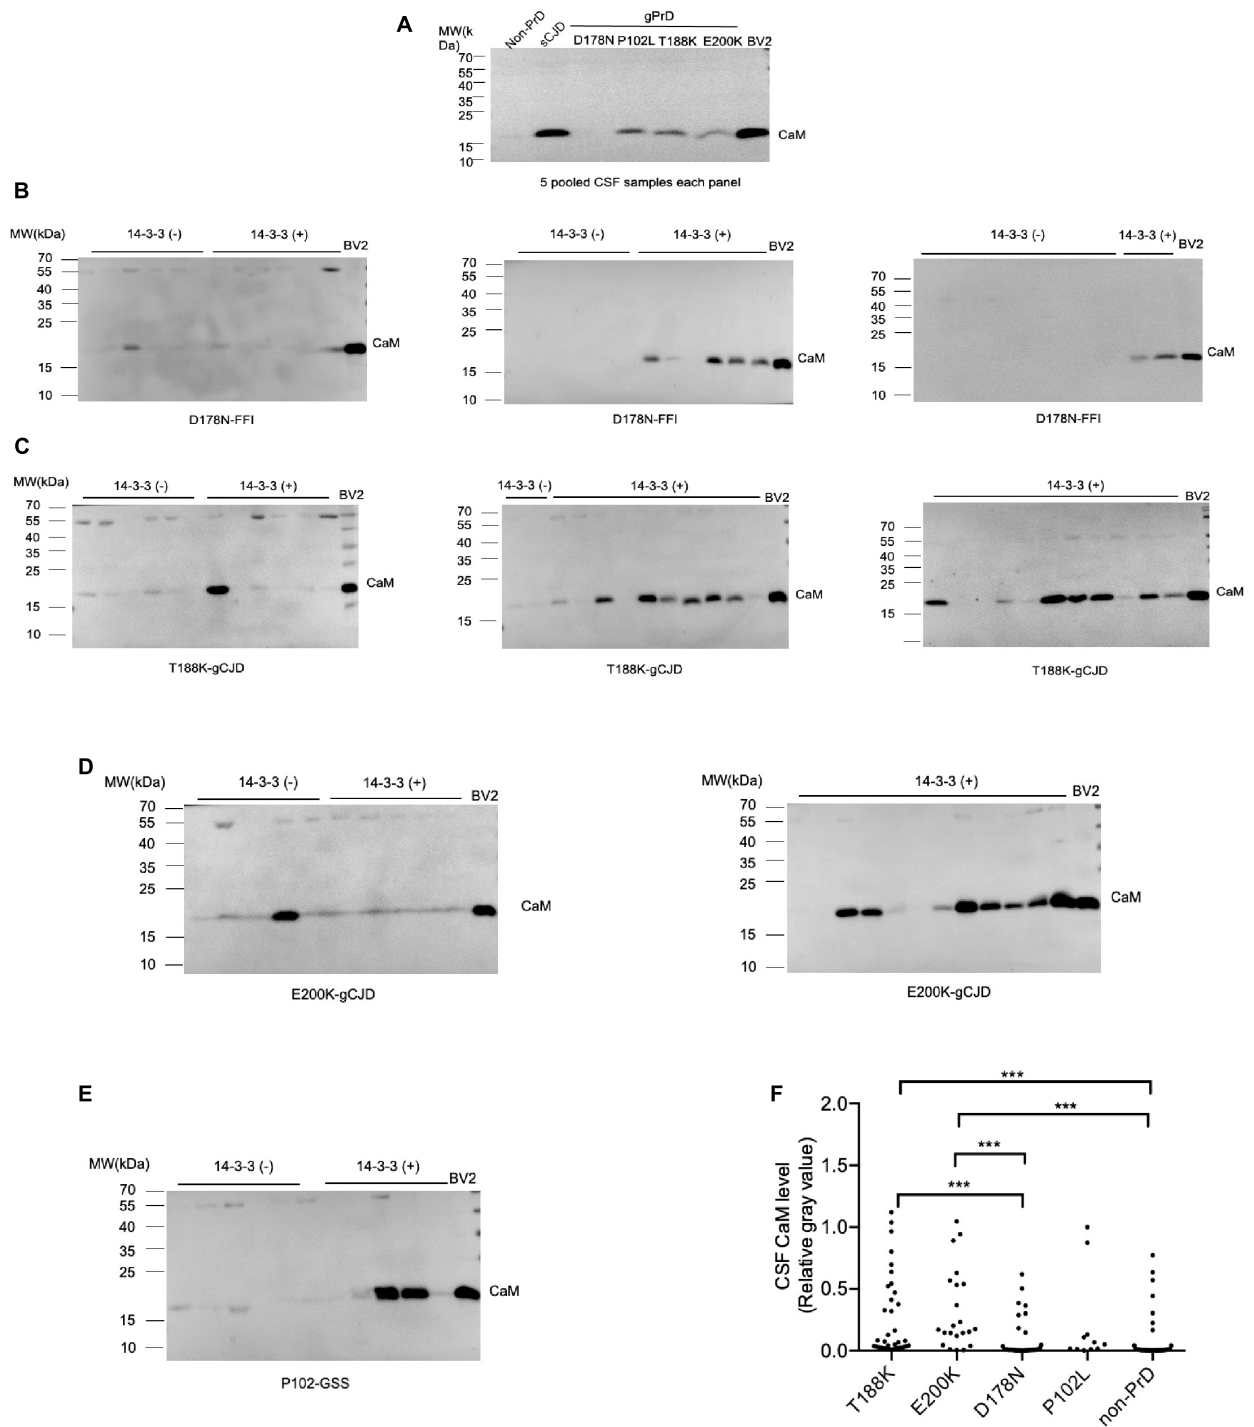 A
gPrD
MW(k
Da)
Non-PrD sCJD D178N P102L T188K E200K BV2
70
55
40
35
25
15
10
CaM
5 pooled CSF samples each panel
B
MW(kDa) 14-3-3 (-) 14-3-3 (+) BV2
70
55
40
35
25
15
10
CaM
D178N-FFI
14-3-3 (-) 14-3-3 (+) BV2
70
55
40
35
25
15
10
CaM
D178N-FFI
14-3-3 (-) 14-3-3 (+) BV2
70
55
40
35
25
15
10
CaM
D178N-FFI
C
MW(kDa) 14-3-3 (-) 14-3-3 (+) BV2
70
55
40
35
25
15
10
CaM
T188K-gCJD
14-3-3 (-) 14-3-3 (+) BV2
70
55
40
35
25
15
CaM
T188K-gCJD
14-3-3 (+) BV2
70
55
40
35
25
15
CaM
T188K-gCJD
D
MW(kDa) 14-3-3 (-) 14-3-3 (+) BV2
70
55
40
35
25
15
10
CaM
E200K-gCJD
MW(kDa) 14-3-3 (+) BV2
70
55
40
35
25
15
10
CaM
E200K-gCJD
E
MW(kDa) 14-3-3 (-) 14-3-3 (+) BV2
70
55
40
35
25
15
10
CaM
P102-GSS
F
CSF CaM level
(Relative gray value)
2.0
1.5
1.0
0.5
0.0
***
***
***
***
T188K E200K D178N P102L non-PrD